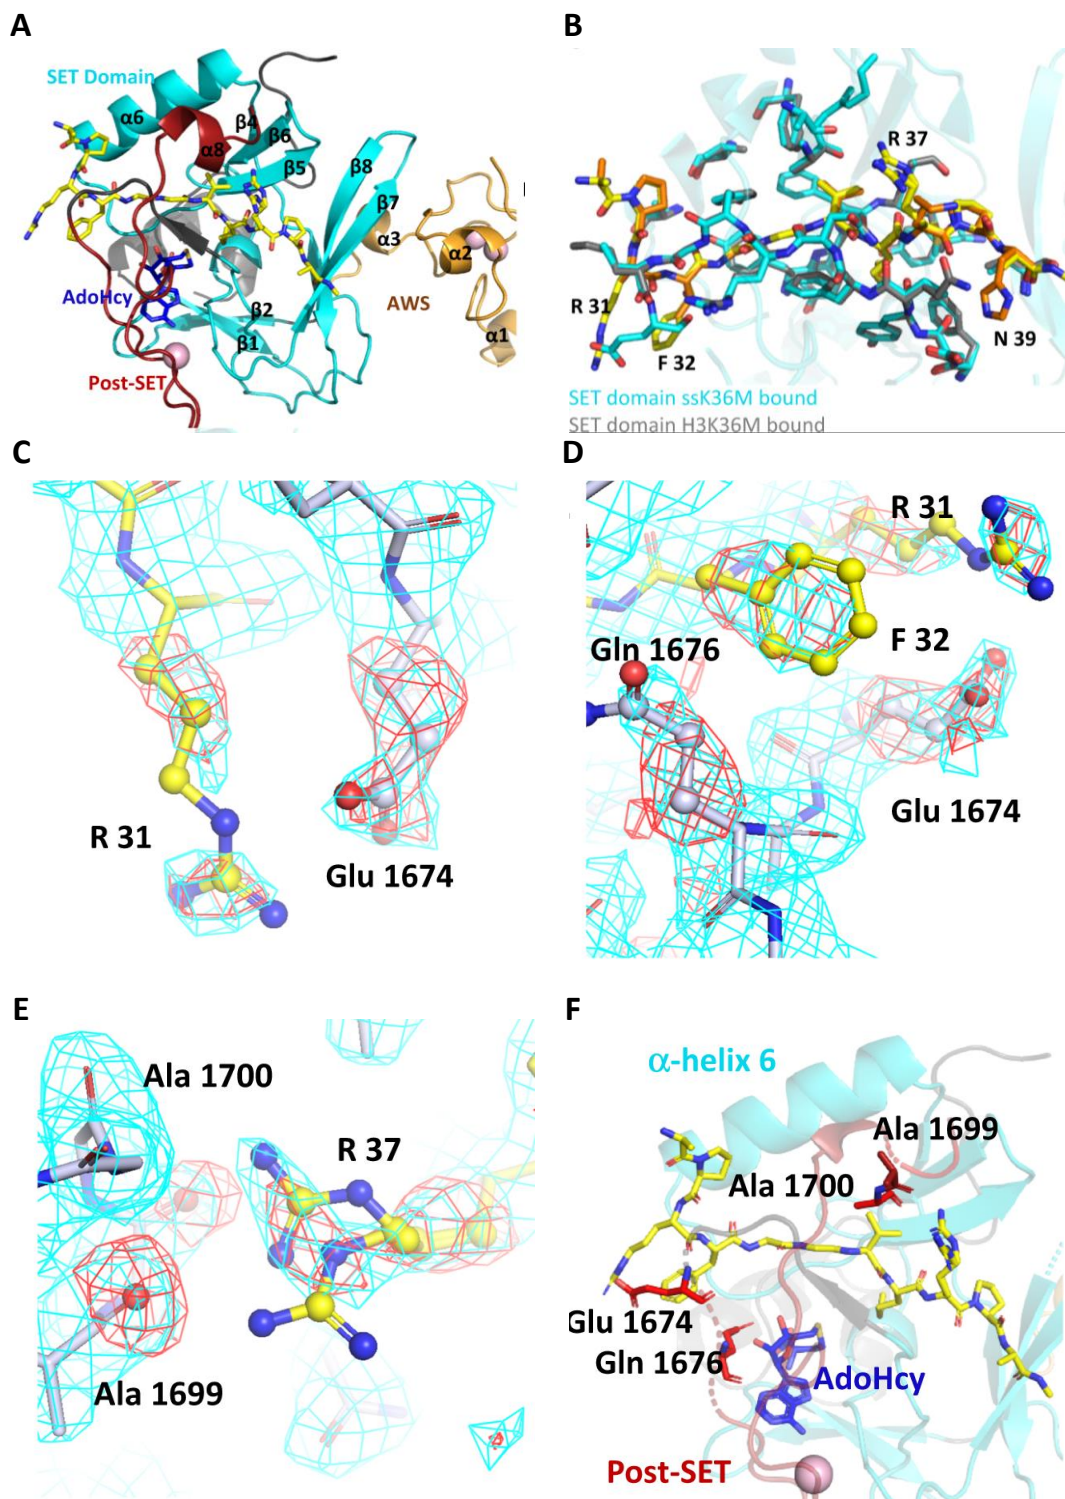 A
SET Domain
α6
α8
β4
β6
β5
β8
β7
α3
α2
AdoHcy
β2
β1
AWS
α1
Post-SET
B
R 37
R 31
F 32
N 39
SET domain ssK36M bound
SET domain H3K36M bound
C
R 31
Glu 1674
D
R 31
Gln 1676
F 32
Glu 1674
E
Ala 1700
R 37
Ala 1699
F
α-helix 6
Ala 1699
Ala 1700
Glu 1674
Gln 1676
AdoHcy
Post-SET